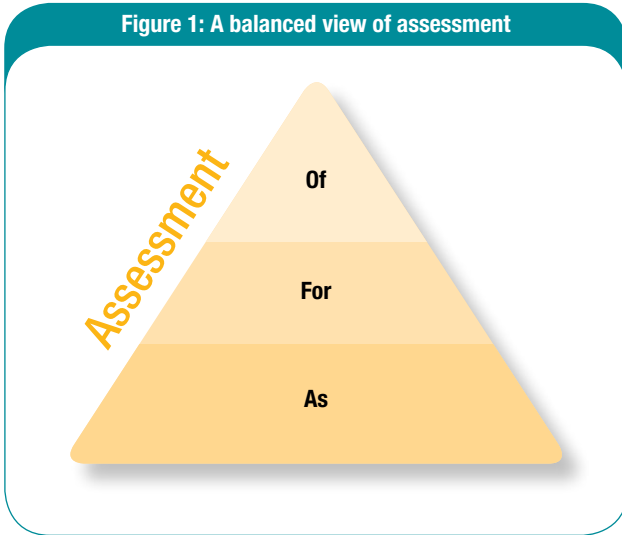 Figure 1: A balanced view of assessment
Assessment
Of
For
As